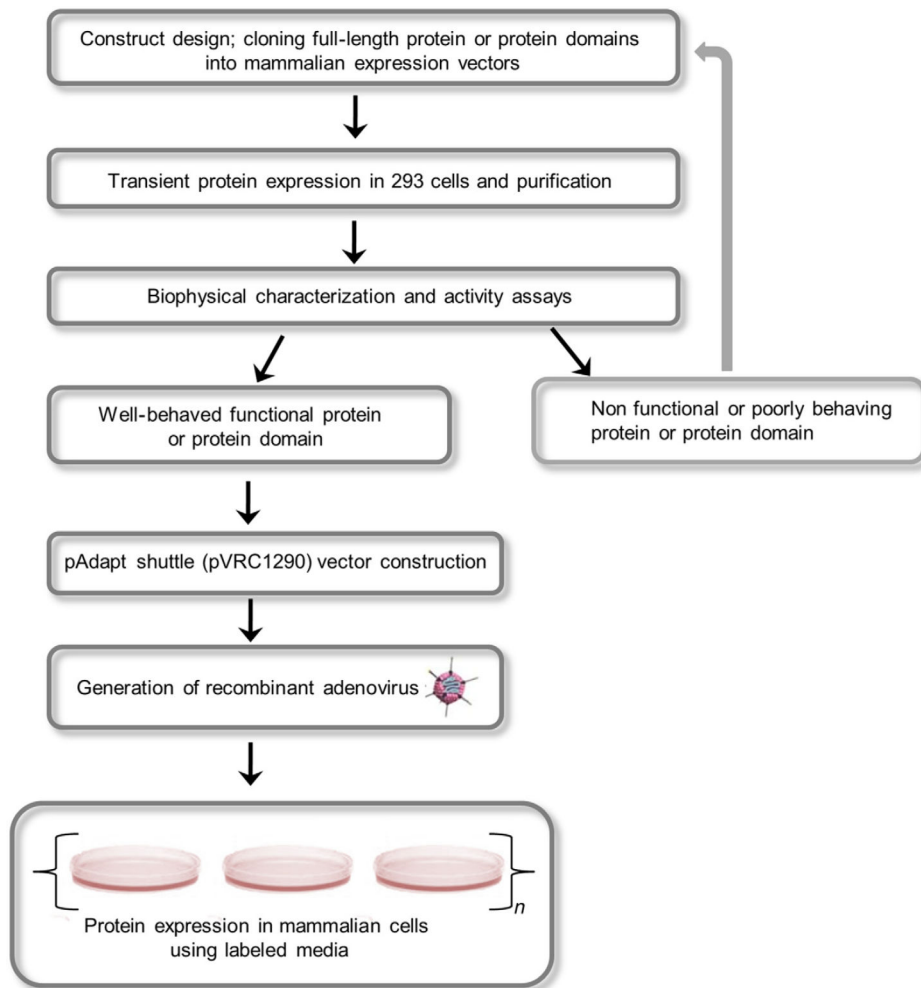 Construct design; cloning full-length protein or protein domains
into mammalian expression vectors
Transient protein expression in 293 cells and purification
Biophysical characterization and activity assays
Well-behaved functional protein
or protein domain
Non functional or poorly behaving
protein or protein domain
pAdapt shuttle (pVRC1290) vector construction
Generation of recombinant adenovirus
n
Protein expression in mammalian cells
using labeled media